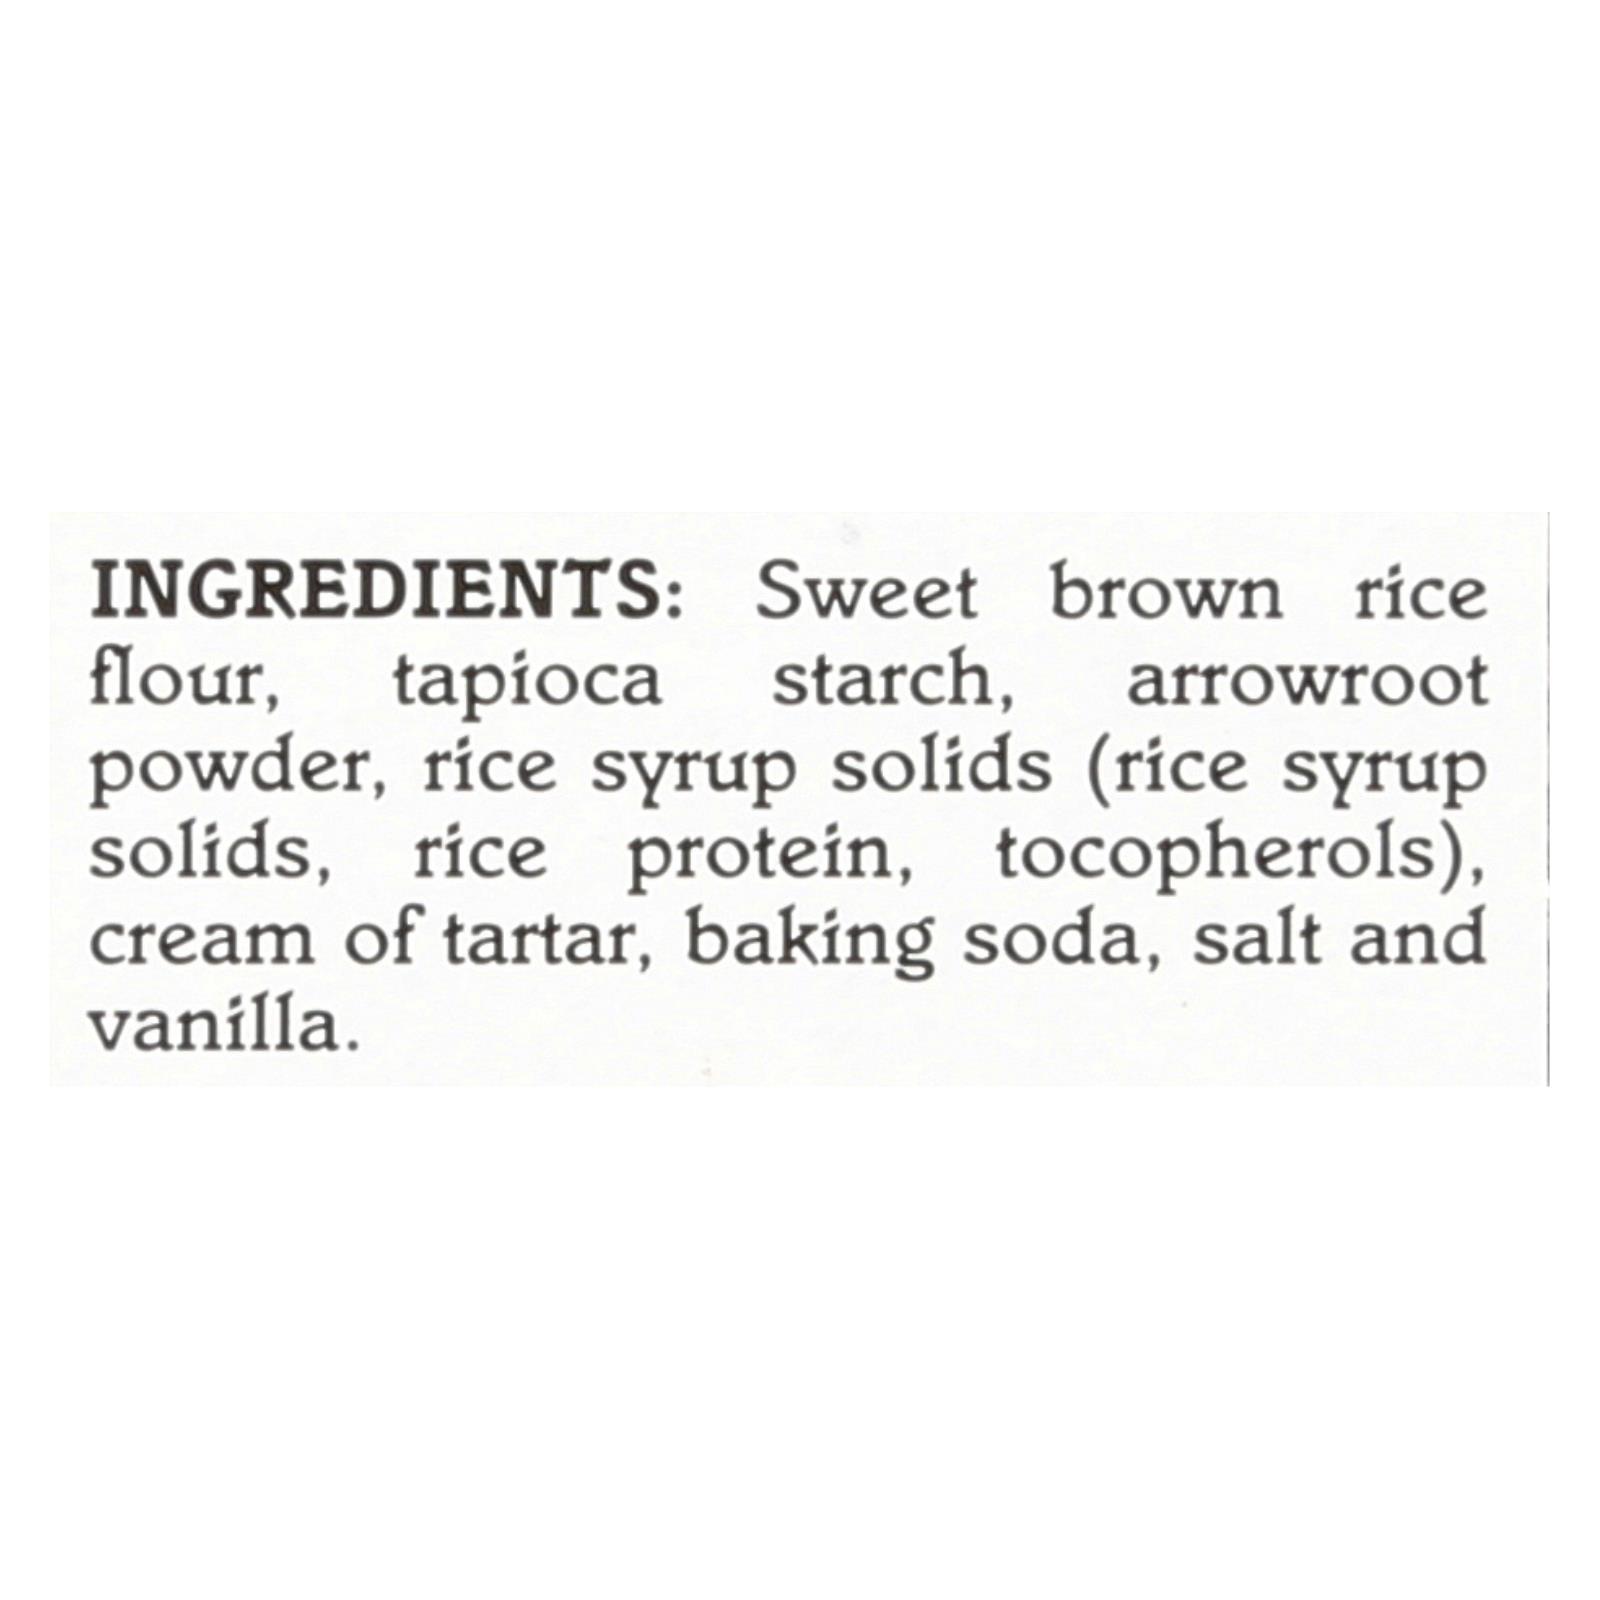 INGREDIENTS: Sweet brown rice
flour, tapioca starch, arrowroot
powder, rice syrup solids (rice syrup
solids, rice protein, tocopherols),
cream of tartar, baking soda, salt and
vanilla.